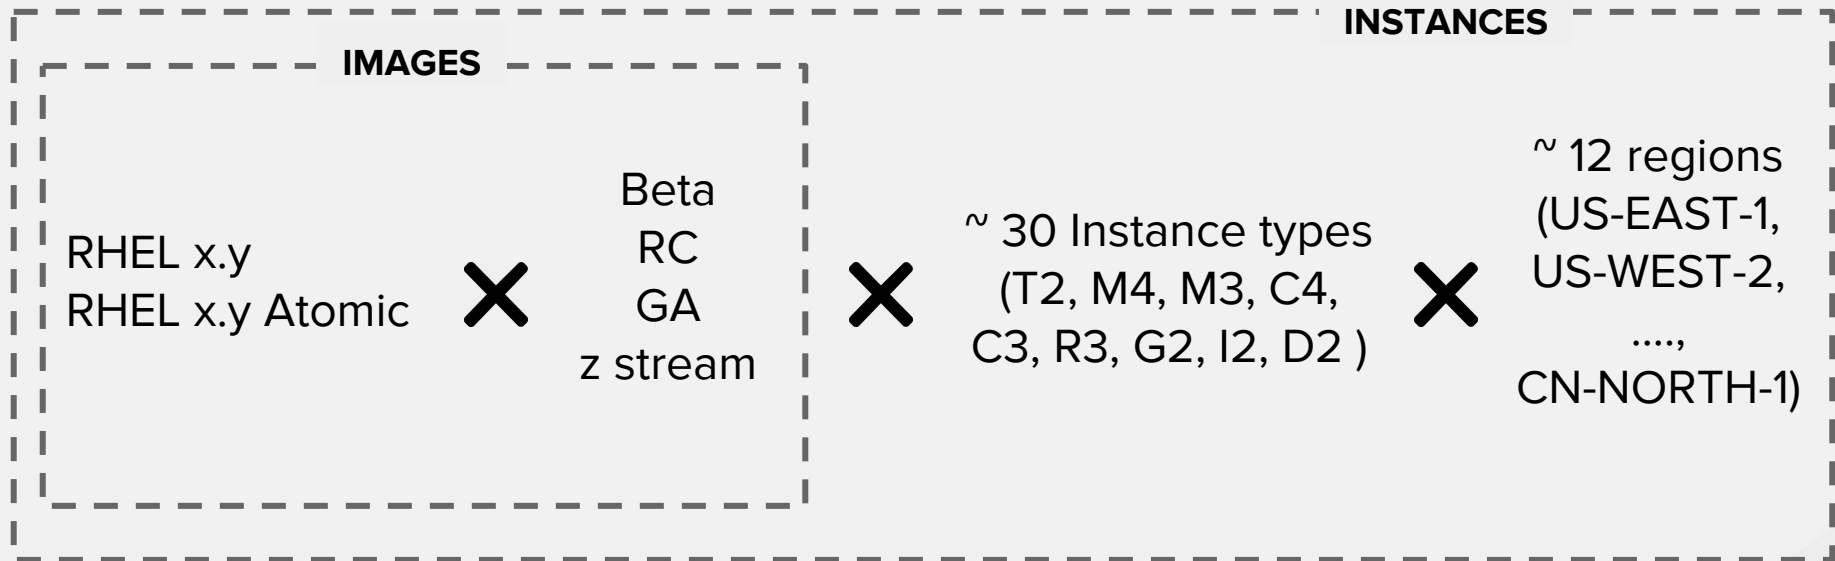 INSTANCES
IMAGES
RHEL x.y
RHEL x.y Atomic
Beta
RC
GA
z stream
~ 30 Instance types
(T2, M4, M3, C4,
C3, R3, G2, I2, D2 )
~ 12 regions
(US-EAST-1,
US-WEST-2,
....,
CN-NORTH-1)